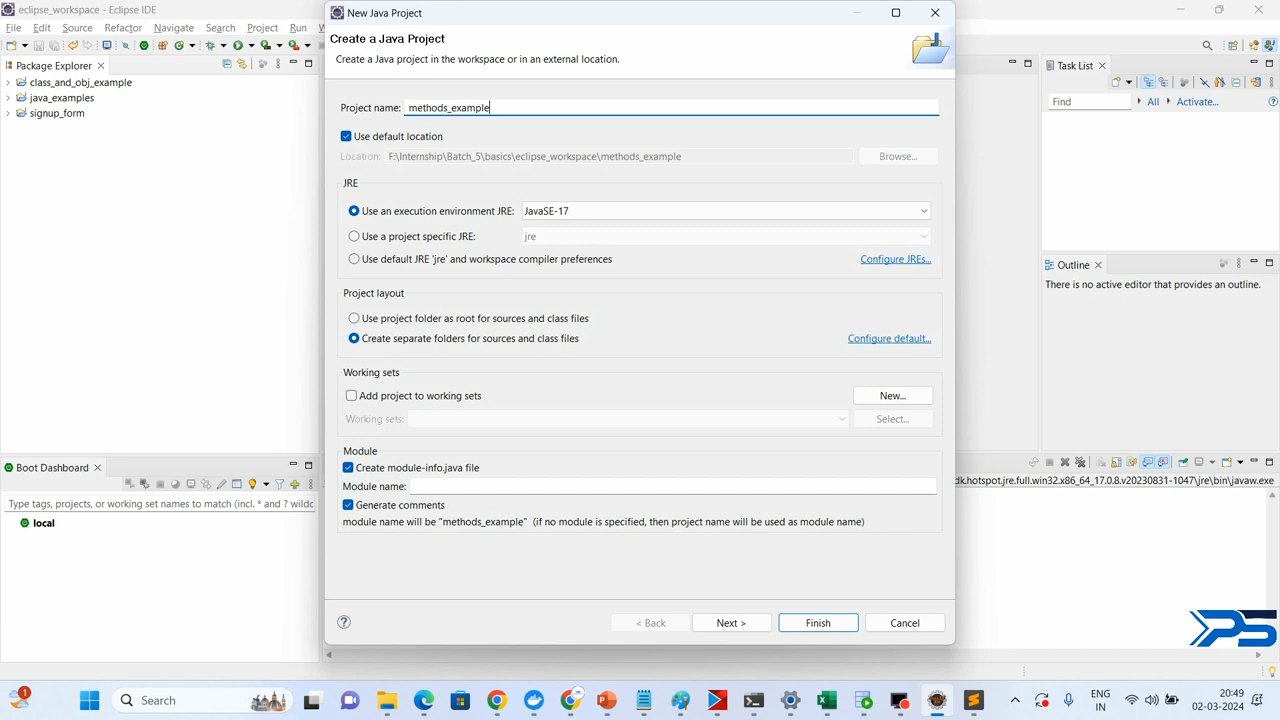 eclipse_workspace - Eclipse IDE
File Edit Source Refactor Navigate Search Project Run
Package Explorer
class_and_obj_example
java_examples
signup_form
Boot Dashboard
Type tags, projects, or working set names to match (incl. * and ? wildc
local
New Java Project
Create a Java Project
Create a Java project in the workspace or in an external location.
Project name: methods_example
Use default location
Location: F:\Internship\Batch_5\basics\eclipse_workspace\methods_example Browse...
JRE
Use an execution environment JRE: JavaSE-17
Use a project specific JRE: jre
Use default JRE 'jre' and workspace compiler preferences Configure JREs...
Project layout
Use project folder as root for sources and class files
Create separate folders for sources and class files Configure default...
Working sets
Add project to working sets New...
Working sets: Select...
Module
Create module-info.java file
Module name:
Generate comments
module name will be "methods_example" (if no module is specified, then project name will be used as module name)
< Back Next > Finish Cancel
Task List
Find All Activate...
Outline
There is no active editor that provides an outline.
dk.hotspot.jre.full.win32.x86_64_17.0.8.v20230831-1047\jre\bin\javaw.exe
PS
1
Search
ENG
IN
20:49
02-03-2024